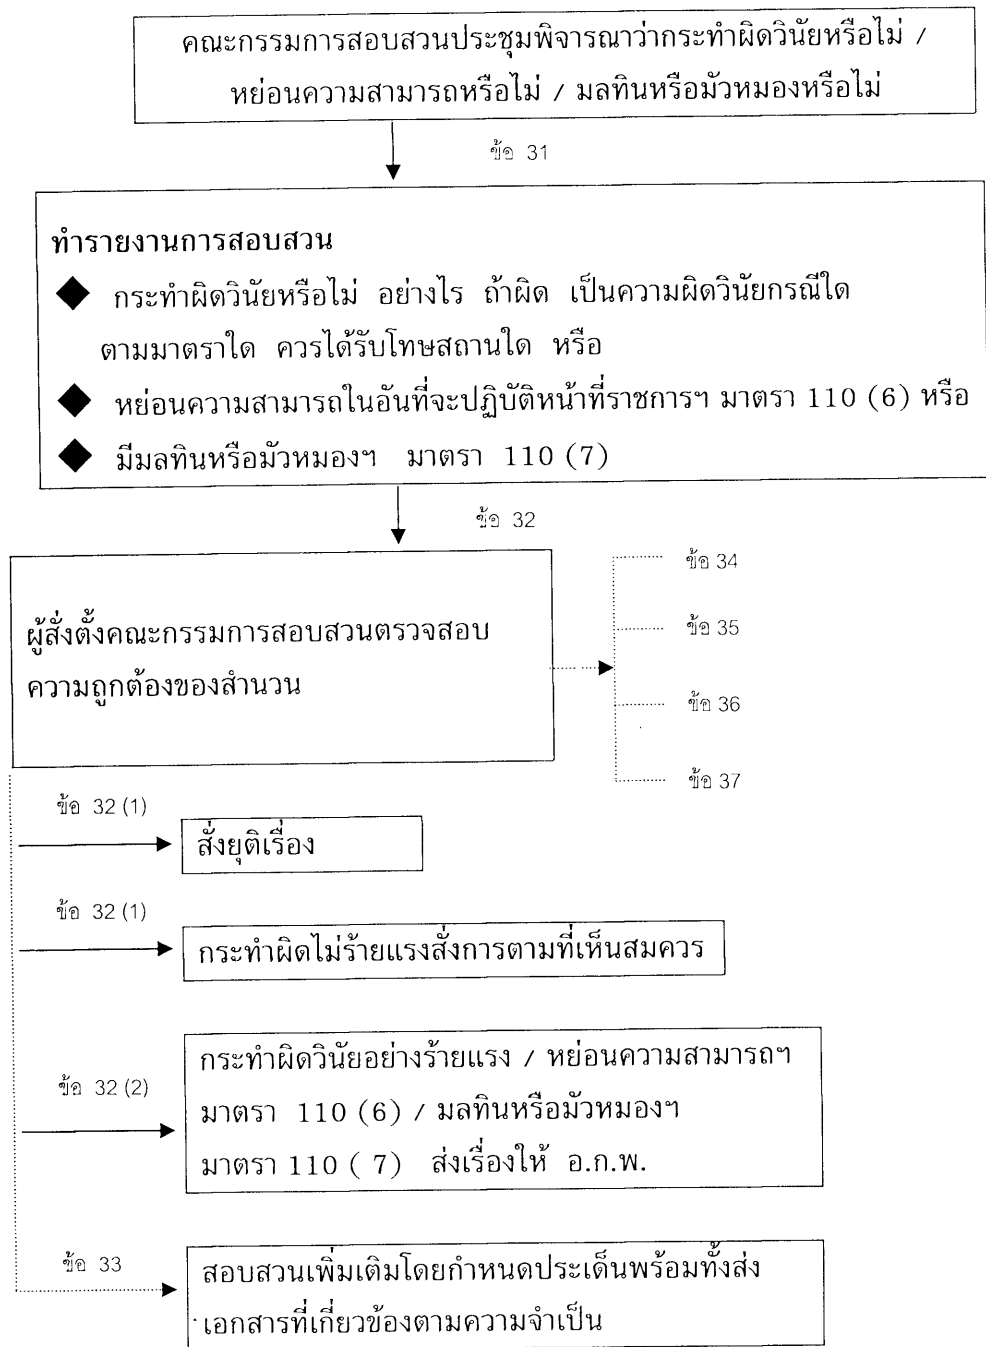 คณะกรรมการสอบสวนประชุมพิจารณาว่ากระทำผิดวินัยหรือไม่ /
หย่อนความสามารถหรือไม่ / มลทินหรือมัวหมองหรือไม่
ข้อ 31
ทำรายงานการสอบสวน
◆ กระทำผิดวินัยหรือไม่ อย่างไร ถ้าผิด เป็นความผิดวินัยกรณีใด
ตามมาตราใด ควรได้รับโทษสถานใด หรือ
◆ หย่อนความสามารถในอันที่จะปฏิบัติหน้าที่ราชการฯ มาตรา 110 (6) หรือ
◆ มีมลทินหรือมัวหมองฯ มาตรา 110 (7)
ข้อ 32
ผู้สั่งตั้งคณะกรรมการสอบสวนตรวจสอบ
ความถูกต้องของสำนวน
ข้อ 34
ข้อ 35
ข้อ 36
ข้อ 37
ข้อ 32 (1)
สั่งยุติเรื่อง
ข้อ 32 (1)
กระทำผิดไม่ร้ายแรงสั่งการตามที่เห็นสมควร
ข้อ 32 (2)
กระทำผิดวินัยอย่างร้ายแรง / หย่อนความสามารถฯ
มาตรา 110 (6) / มลทินหรือมัวหมองฯ
มาตรา 110 ( 7) ส่งเรื่องให้ อ.ก.พ.
ข้อ 33
สอบสวนเพิ่มเติมโดยกำหนดประเด็นพร้อมทั้งส่ง
เอกสารที่เกี่ยวข้องตามความจำเป็น